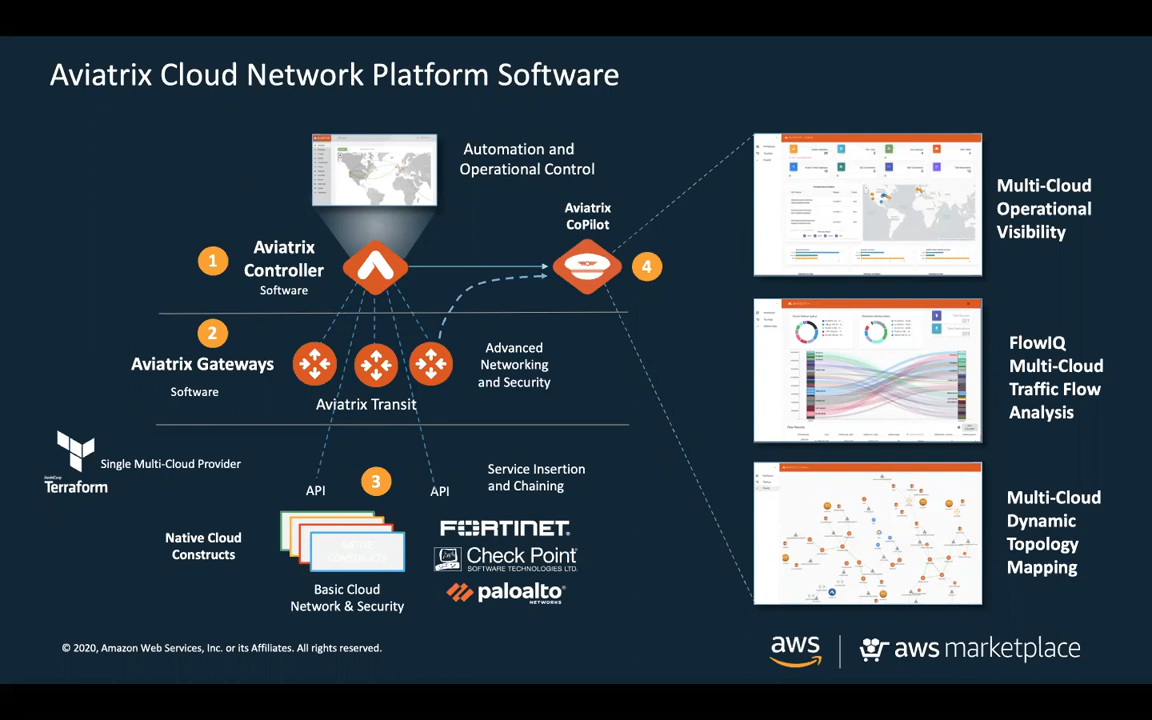 Aviatrix Cloud Network Platform Software
Automation and
Operational Control
Aviatrix
CoPilot
1
Aviatrix
Controller
Software
4
2
Aviatrix Gateways
Software
Advanced
Networking
and Security
Aviatrix Transit
HashiCorp
Terraform
Single Multi-Cloud Provider
API
3
API
Service Insertion
and Chaining
Native Cloud
Constructs
NATIVE
CONSTRUCTS
Basic Cloud
Network & Security
FORTINET®
Check Point
SOFTWARE TECHNOLOGIES LTD.
paloalto®
NETWORKS
Multi-Cloud
Operational
Visibility
FlowIQ
Multi-Cloud
Traffic Flow
Analysis
Multi-Cloud
Dynamic
Topology
Mapping
© 2020, Amazon Web Services, Inc. or its Affiliates. All rights reserved.
aws
aws marketplace